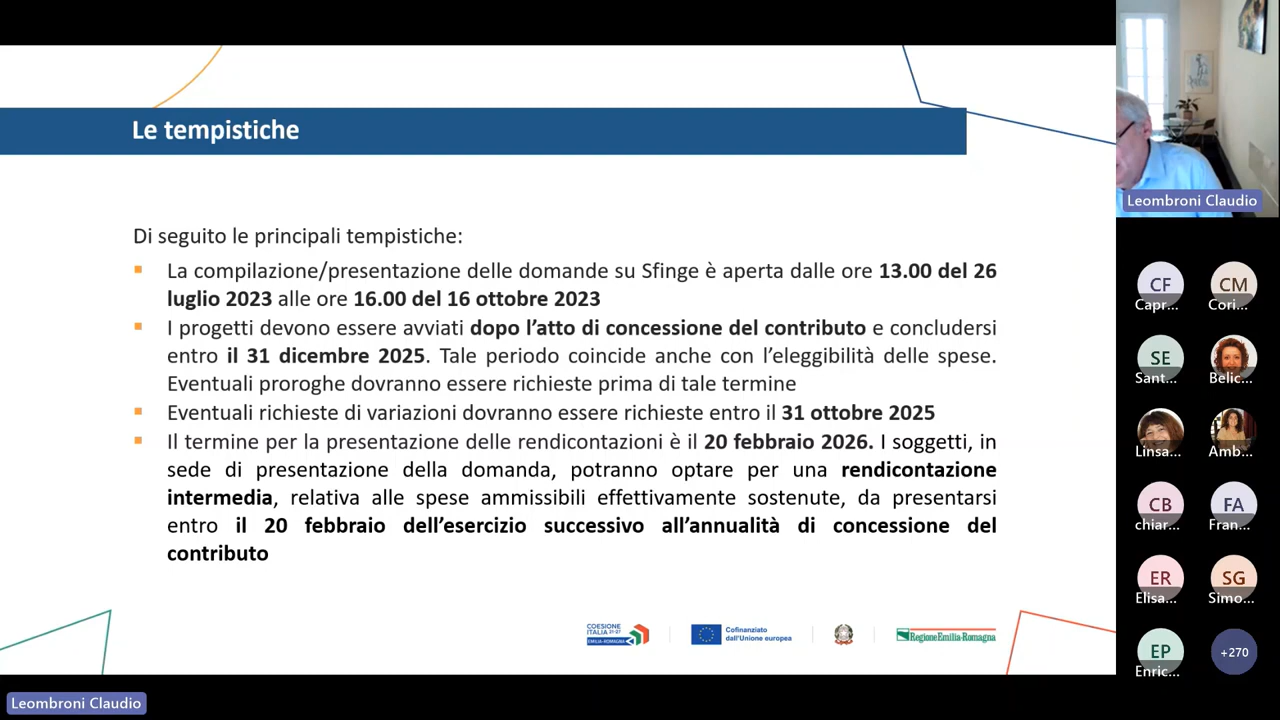 Le tempistiche
Di seguito le principali tempistiche:
La compilazione/presentazione delle domande su Sfinge è aperta dalle ore 13.00 del 26
luglio 2023 alle ore 16.00 del 16 ottobre 2023
I progetti devono essere avviati dopo l'atto di concessione del contributo e concludersi
entro il 31 dicembre 2025. Tale periodo coincide anche con l'eleggibilità delle spese.
Eventuali proroghe dovranno essere richieste prima di tale termine
Eventuali richieste di variazioni dovranno essere richieste entro il 31 ottobre 2025
Il termine per la presentazione delle rendicontazioni è il 20 febbraio 2026. I soggetti, in
sede di presentazione della domanda, potranno optare per una rendicontazione
intermedia, relativa alle spese ammissibili effettivamente sostenute, da presentarsi
entro il 20 febbraio dell'esercizio successivo all'annualità di concessione del
contributo
COESIONE
ITALIA 21-27
EMILIA-ROMAGNA
Cofinanziato
dall'Unione europea
RegioneEmilia-Romagna
Leombroni Claudio
Leombroni Claudio
CF
Capr...
CM
Cori...
SE
Sant...
Belic...
Linsa...
Amb...
CB
chiar...
FA
Fran...
ER
Elisa...
SG
Simo...
EP
Enric...
+270